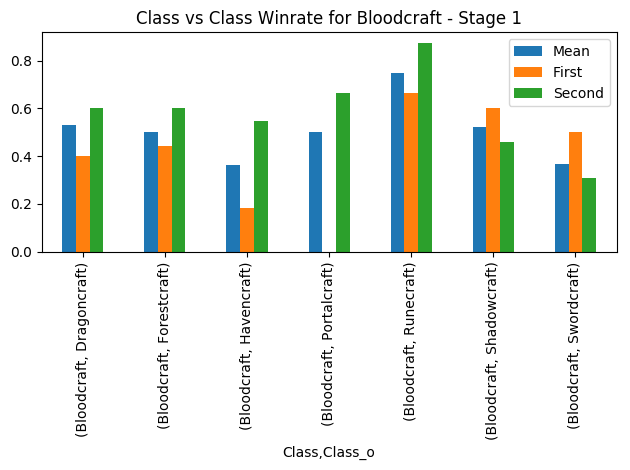 Class vs Class Winrate for Bloodcraft - Stage 1
Mean
First
Second
0.8
0.6
0.4
0.2
0.0
(Bloodcraft, Dragoncraft)
(Bloodcraft, Forestcraft)
(Bloodcraft, Havencraft)
(Bloodcraft, Portalcraft)
(Bloodcraft, Runecraft)
(Bloodcraft, Shadowcraft)
(Bloodcraft, Swordcraft)
Class,Class_o